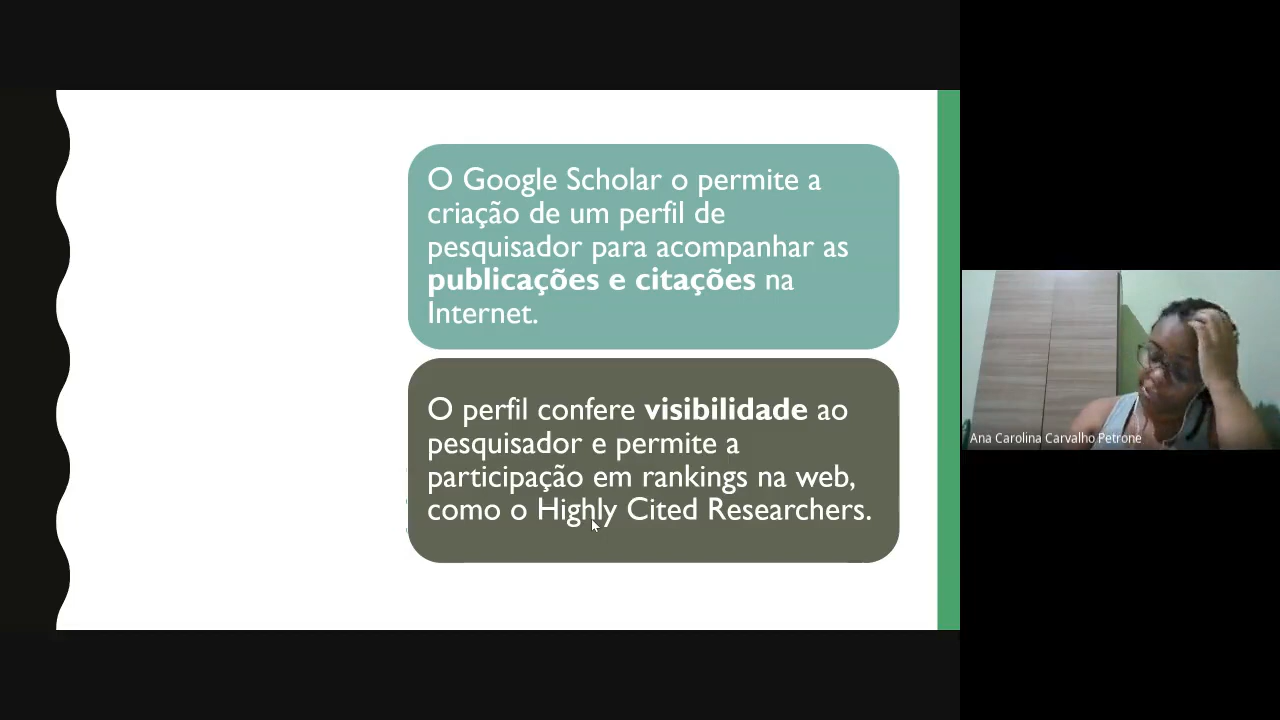 O Google Scholar o permite a
criação de um perfil de
pesquisador para acompanhar as
publicações e citações na
Internet.
O perfil confere visibilidade ao
pesquisador e permite a
participação em rankings na web,
como o Highly Cited Researchers.
Ana Carolina Carvalho Petrone